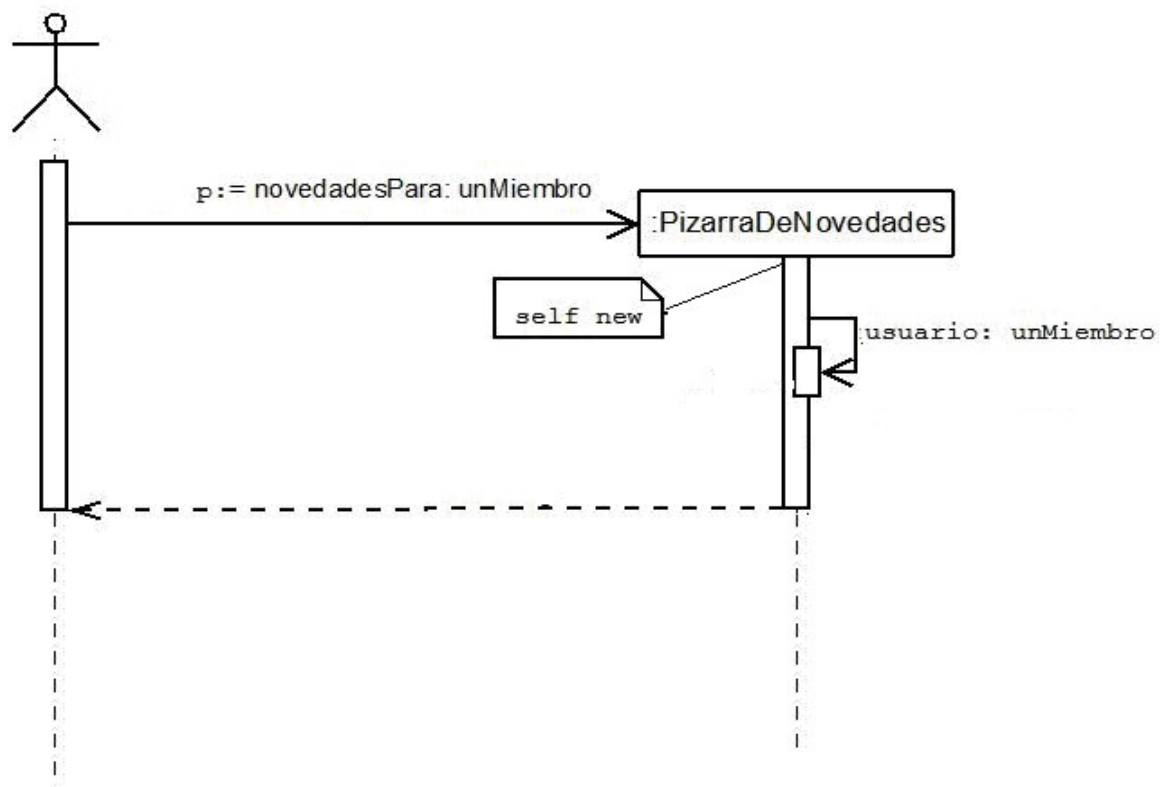 p:= novedadesPara: unMiembro
:PizarraDeNovedades
self new
usuario: unMiembro